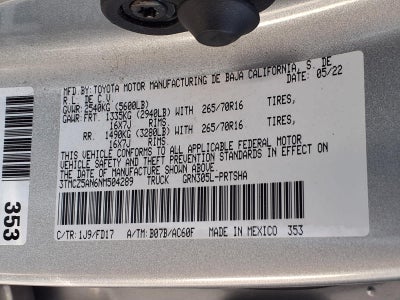 MFD.BY:TOYOTA MOTOR MANUFACTURING DE BAJA CALIFORNIA, S. DE
R.L. DE C.V. DATE: 05/22
GVWR: 2540KG (5600LB)
GAWR: FRT. 1335KG (2940LB) WITH 265/70R16 TIRES,
16X7J RIMS
RR. 1490KG (3280LB) WITH 265/70R16 TIRES,
16X7J RIMS
THIS VEHICLE CONFORMS TO ALL APPLICABLE FEDERAL MOTOR
VEHICLE SAFETY AND THEFT PREVENTION STANDARDS IN EFFECT ON
THE DATE OF MANUFACTURE SHOWN ABOVE.
3TMCZ5AN6NM504289 TRUCK GRN305L-PRTSHA
C/TR: 1J9/FD17 A/TM: B07B/AC60F MADE IN MEXICO 353
353